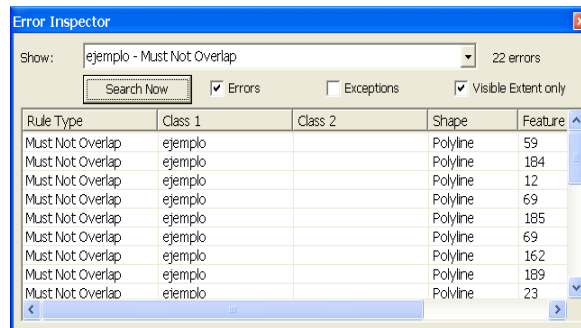 Error Inspector
Show: ejemplo - Must Not Overlap 22 errors
Search Now Errors Exceptions Visible Extent only
Rule Type Class 1 Class 2 Shape Feature
Must Not Overlap ejemplo Polyline 59
Must Not Overlap ejemplo Polyline 184
Must Not Overlap ejemplo Polyline 12
Must Not Overlap ejemplo Polyline 69
Must Not Overlap ejemplo Polyline 185
Must Not Overlap ejemplo Polyline 69
Must Not Overlap ejemplo Polyline 162
Must Not Overlap ejemplo Polyline 189
Must Not Overlap ejemplo Polyline 23